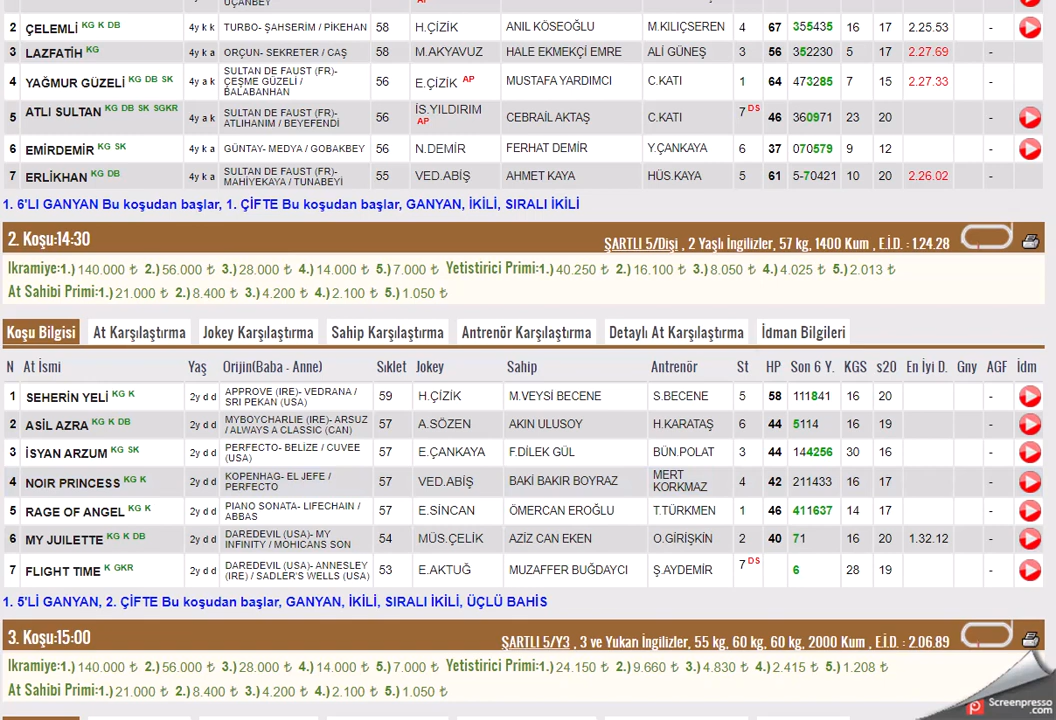 2 ÇELEMLİ KG K DB 4y k k TURBO- ŞAHSERİM / PİKEHAN 58 H.ÇİZİK ANIL KÖSEOĞLU M.KILIÇSEREN 4 67 355435 16 17 2.25.53 -
3 LAZFATİH KG 4y k a ORÇUN- SEKRETER / CAŞ 58 M.AKYAVUZ HALE EKMEKÇİ EMRE ALİ GÜNEŞ 3 56 352230 5 17 2.27.69 -
4 YAĞMUR GÜZELİ KG DB SK 4y a k SULTAN DE FAUST (FR)- ÇEŞME GÜZELİ / BALABANHAN 56 E.ÇİZİK AP MUSTAFA YARDIMCI C.KATI 1 64 473285 7 15 2.27.33 -
5 ATLI SULTAN KG DB SK SGKR 4y a k SULTAN DE FAUST (FR)- ATLIHANIM / BEYEFENDİ 56 İS.YILDIRIM AP CEBRAİL AKTAŞ C.KATI 7 DS 46 360971 23 20 -
6 EMİRDEMİR KG SK 4y k a GÜNTAY- MEDYA / GOBAKBEY 56 N.DEMİR FERHAT DEMİR Y.ÇANKAYA 6 37 070579 9 12 -
7 ERLİKHAN KG DB 4y k a SULTAN DE FAUST (FR)- MAHİYEKAYA / TUNABEYİ 55 VED.ABİŞ AHMET KAYA HÜS.KAYA 5 61 5-70421 10 20 2.26.02 -
1. 6'LI GANYAN Bu koşudan başlar, 1. ÇİFTE Bu koşudan başlar, GANYAN, İKİLİ, SIRALI İKİLİ
2. Koşu:14:30 ŞARTLI 5/Dişi , 2 Yaşlı İngilizler, 57 kg, 1400 Kum , E.İ.D. : 1.24.28
Ikramiye:1.) 140.000 ₺ 2.) 56.000 ₺ 3.) 28.000 ₺ 4.) 14.000 ₺ 5.) 7.000 ₺ Yetistirici Primi:1.) 40.250 ₺ 2.) 16.100 ₺ 3.) 8.050 ₺ 4.) 4.025 ₺ 5.) 2.013 ₺
At Sahibi Primi:1.) 21.000 ₺ 2.) 8.400 ₺ 3.) 4.200 ₺ 4.) 2.100 ₺ 5.) 1.050 ₺
Koşu Bilgisi At Karşılaştırma Jokey Karşılaştırma Sahip Karşılaştırma Antrenör Karşılaştırma Detaylı At Karşılaştırma İdman Bilgileri
N At İsmi Yaş Orijin(Baba - Anne) Sıklet Jokey Sahip Antrenör St HP Son 6 Y. KGS s20 En İyi D. Gny AGF İdm
1 SEHERİN YELİ KG K 2y d d APPROVE (IRE)- VEDRANA / SRI PEKAN (USA) 59 H.ÇİZİK M.VEYSİ BECENE S.BECENE 5 58 111841 16 20 -
2 ASİL AZRA KG K DB 2y d d MYBOYCHARLIE (IRE)- ARSUZ / ALWAYS A CLASSIC (CAN) 57 A.SÖZEN AKIN ULUSOY H.KARATAŞ 6 44 5114 16 19 -
3 İSYAN ARZUM KG SK 2y d d PERFECTO- BELIZE / CUVEE (USA) 57 E.ÇANKAYA F.DİLEK GÜL BÜN.POLAT 3 44 144256 30 16 -
4 NOIR PRINCESS KG K 2y d d KOPENHAG- EL JEFE / PERFECTO 57 VED.ABİŞ BAKİ BAKIR BOYRAZ MERT KORKMAZ 4 42 211433 16 17 -
5 RAGE OF ANGEL KG K 2y d d PIANO SONATA- LIFECHAIN / ABBAS 57 E.SİNCAN ÖMERCAN EROĞLU T.TÜRKMEN 1 46 411637 14 17 -
6 MY JUILETTE KG K DB 2y d d DAREDEVIL (USA)- MY INFINITY / MOHICANS SON 54 MÜS.ÇELİK AZİZ CAN EKEN O.GİRİŞKİN 2 40 71 16 20 1.32.12 -
7 FLIGHT TIME K GKR 2y d d DAREDEVIL (USA)- ANNESLEY (IRE) / SADLER'S WELLS (USA) 53 E.AKTUĞ MUZAFFER BUĞDAYCI Ş.AYDEMİR 7 DS 6 28 19 -
1. 5'Lİ GANYAN, 2. ÇİFTE Bu koşudan başlar, GANYAN, İKİLİ, SIRALI İKİLİ, ÜÇLÜ BAHİS
3. Koşu:15:00 ŞARTLI 5/Y3 , 3 ve Yukarı İngilizler, 55 kg, 60 kg, 60 kg, 2000 Kum , E.İ.D. : 2.06.89
Ikramiye:1.) 140.000 ₺ 2.) 56.000 ₺ 3.) 28.000 ₺ 4.) 14.000 ₺ 5.) 7.000 ₺ Yetistirici Primi:1.) 24.150 ₺ 2.) 9.660 ₺ 3.) 4.830 ₺ 4.) 2.415 ₺ 5.) 1.208 ₺
At Sahibi Primi:1.) 21.000 ₺ 2.) 8.400 ₺ 3.) 4.200 ₺ 4.) 2.100 ₺ 5.) 1.050 ₺
Screenpresso
.com